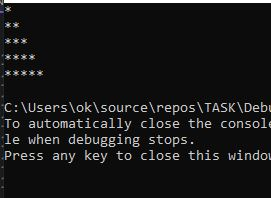 *
**
***
****
*****
C:\Users\ok\source\repos\TASK\Debu
To automatically close the console
le when debugging stops.
Press any key to close this window